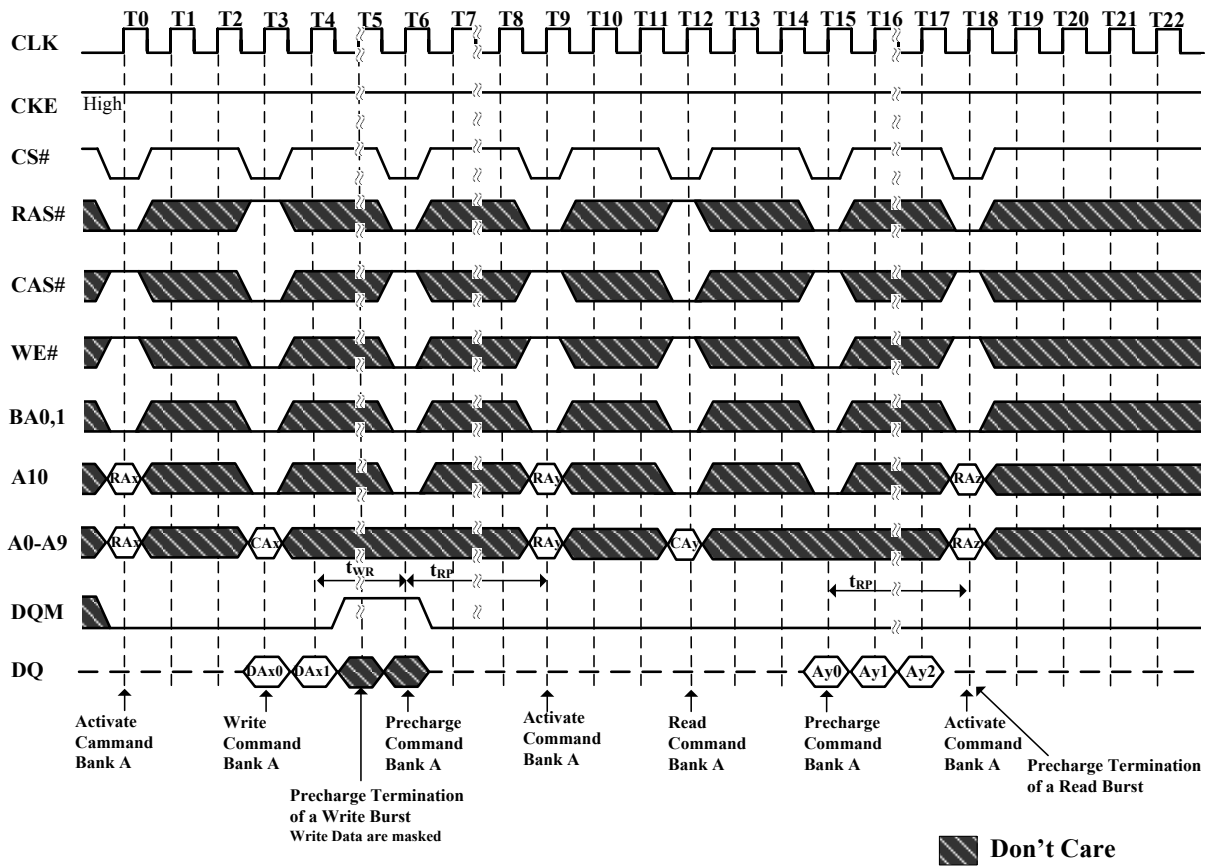 T0 T1 T2 T3 T4 T5 T6 T7 T8 T9 T10 T11 T12 T13 T14 T15 T16 T17 T18 T19 T20 T21 T22
CLK
CKE High
CS#
RAS#
CAS#
WE#
BA0,1
A10 RAx RAy RAz
A0-A9 RAx CAx RAy CAy RAz
tWR tRP tRP
DQM
DQ DAx0 DAx1 Ay0 Ay1 Ay2
Activate
Cammand
Bank A
Write
Command
Bank A
Precharge
Command
Bank A
Activate
Command
Bank A
Read
Command
Bank A
Precharge
Command
Bank A
Activate
Command
Bank A
Precharge Termination
of a Write Burst
Write Data are masked
Precharge Termination
of a Read Burst
Don't Care